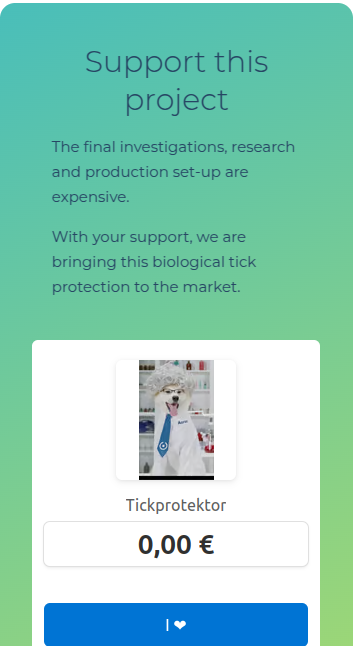 Support this
project
The final investigations, research
and production set-up are
expensive.
With your support, we are
bringing this biological tick
protection to the market.
Tickprotektor
0,00 €
I ❤